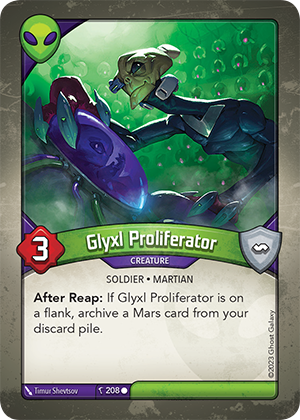 Glyxl Proliferator
3
CREATURE
SOLDIER • MARTIAN
After Reap: If Glyxl Proliferator is on
a flank, archive a Mars card from your
discard pile.
©2023 Ghost Galaxy
Timur Shevtsov
208